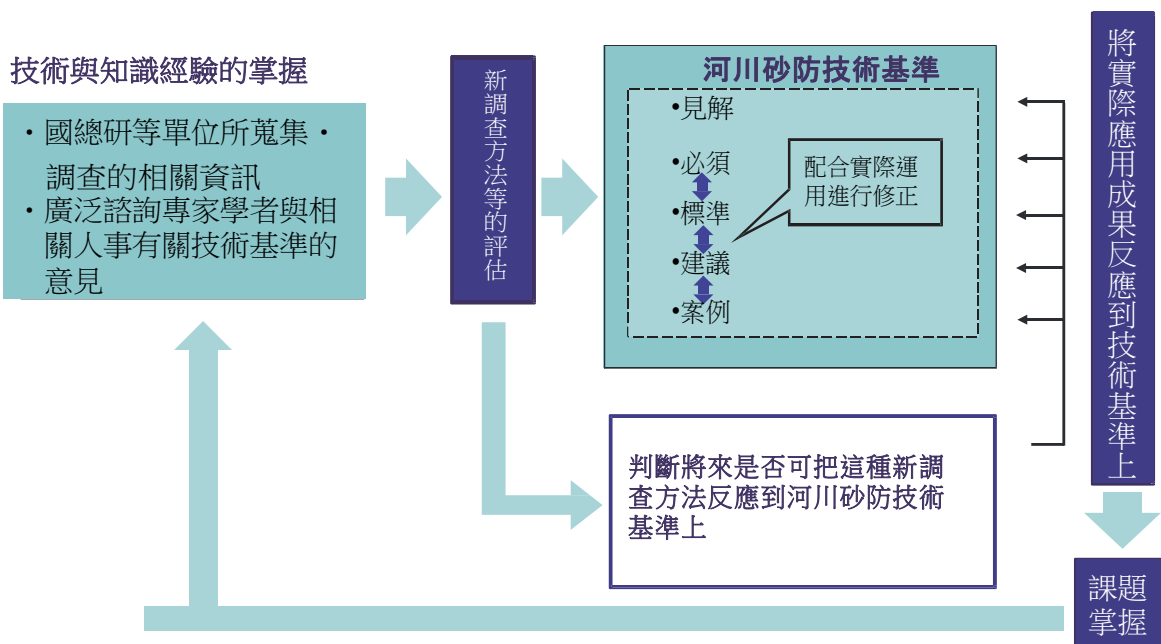 技術與知識經驗的掌握
・國總研等單位所蒐集・
調查的相關資訊
・廣泛諮詢專家學者與相
關人事有關技術基準的
意見
新調查方法等的評估
河川砂防技術基準
•見解
•必須
•標準
•建議
•案例
配合實際運
用進行修正
判斷將來是否可把這種新調
查方法反應到河川砂防技術
基準上
將實際應用成果反應到技術基準上
課題
掌握